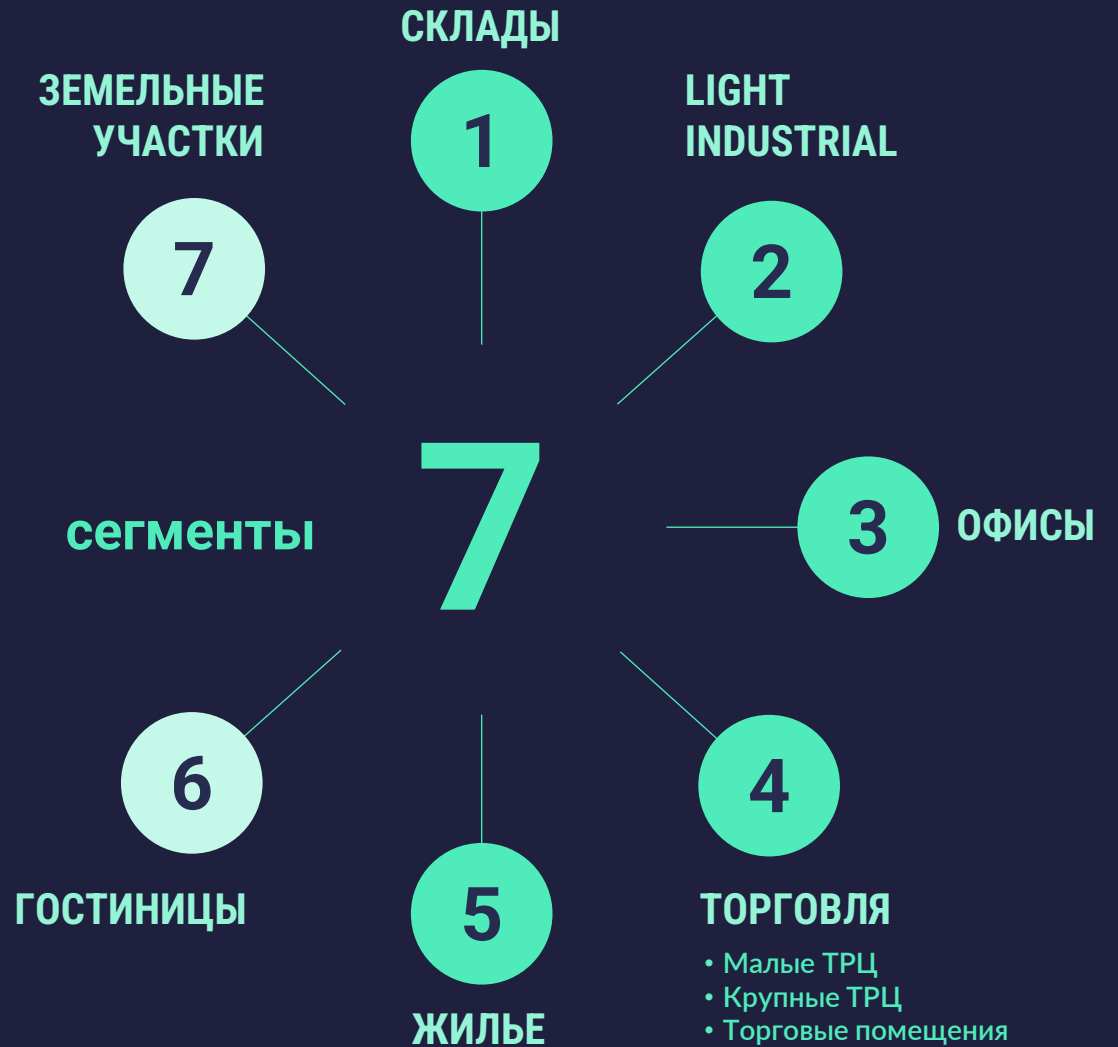 СКЛАДЫ
1
LIGHT
INDUSTRIAL
2
3
ОФИСЫ
4
ТОРГОВЛЯ
• Малые ТРЦ
• Крупные ТРЦ
• Торговые помещения
5
ЖИЛЬЕ
6
ГОСТИНИЦЫ
ЗЕМЕЛЬНЫЕ
УЧАСТКИ
7
7
сегменты